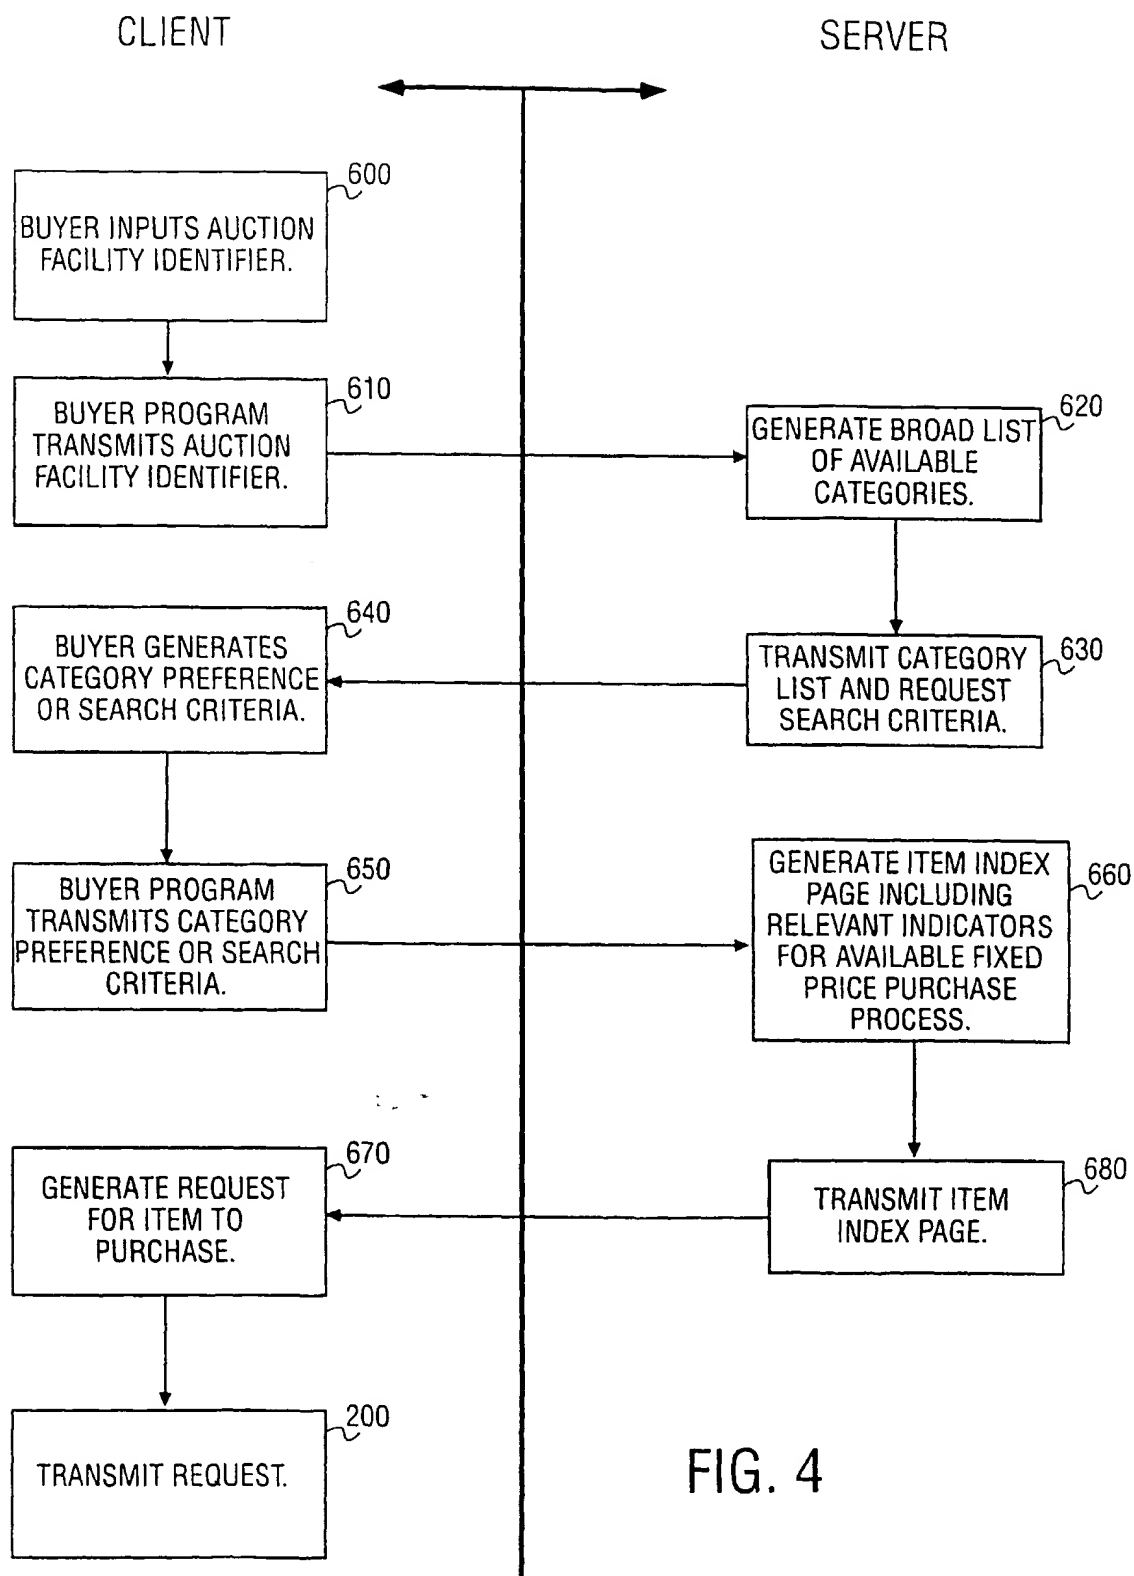 CLIENT
SERVER
600
BUYER INPUTS AUCTION
FACILITY IDENTIFIER.
610
BUYER PROGRAM
TRANSMITS AUCTION
FACILITY IDENTIFIER.
620
GENERATE BROAD LIST
OF AVAILABLE
CATEGORIES.
630
TRANSMIT CATEGORY
LIST AND REQUEST
SEARCH CRITERIA.
640
BUYER GENERATES
CATEGORY PREFERENCE
OR SEARCH CRITERIA.
650
BUYER PROGRAM
TRANSMITS CATEGORY
PREFERENCE OR SEARCH
CRITERIA.
660
GENERATE ITEM INDEX
PAGE INCLUDING
RELEVANT INDICATORS
FOR AVAILABLE FIXED
PRICE PURCHASE
PROCESS.
680
TRANSMIT ITEM
INDEX PAGE.
670
GENERATE REQUEST
FOR ITEM TO
PURCHASE.
200
TRANSMIT REQUEST.
FIG. 4